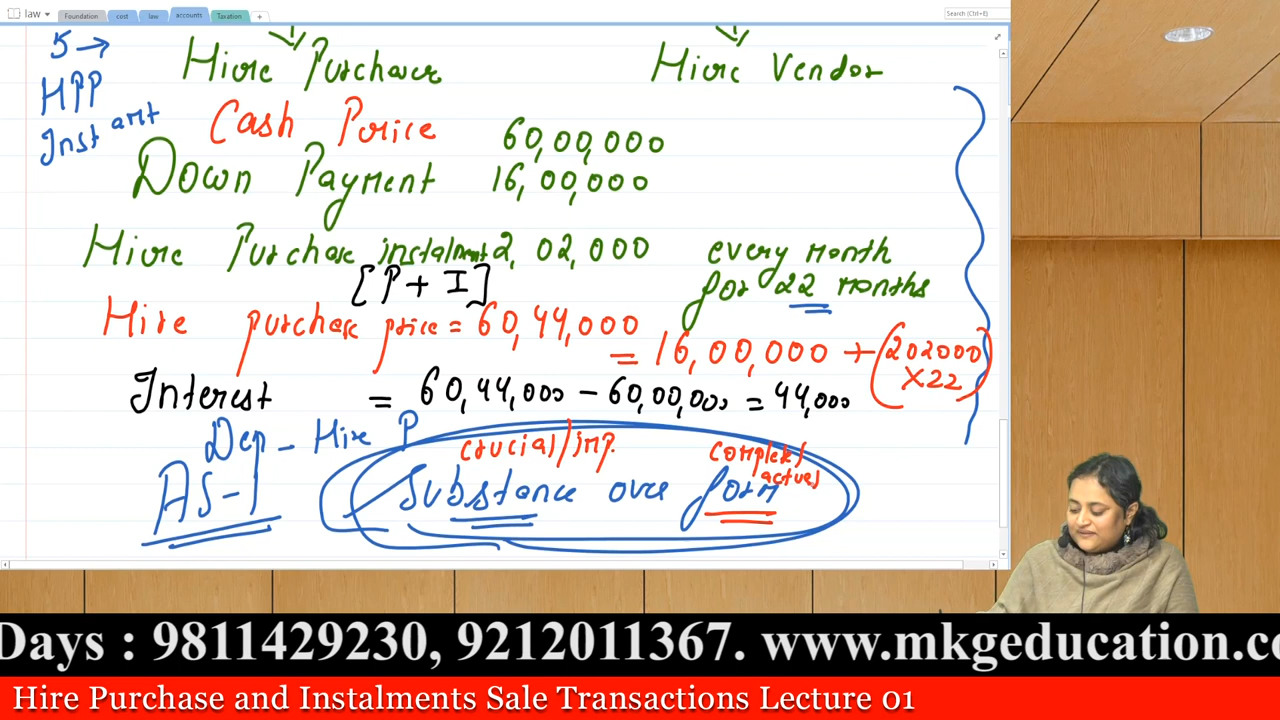 Foundation cost law accounts Taxation +
law
Search (Ctrl+E)
5 →
HPP
Inst amt
Hire Purchaser Hire Vendor
Cash Price 60,00,000
Down Payment 16,00,000
Hire Purchase instalment 2,02,000 every month
[P + I] for 22 months
Hire purchase price = 60,44,000
= 16,00,000 + (202000 × 22)
Interest = 60,44,000 - 60,00,000 = 44,000
Dep - Hire P
crucial/imp.
AS-1 Substance over form
Days : 9811429230, 9212011367. www.mkgeducation.co
Hire Purchase and Instalments Sale Transactions Lecture 01